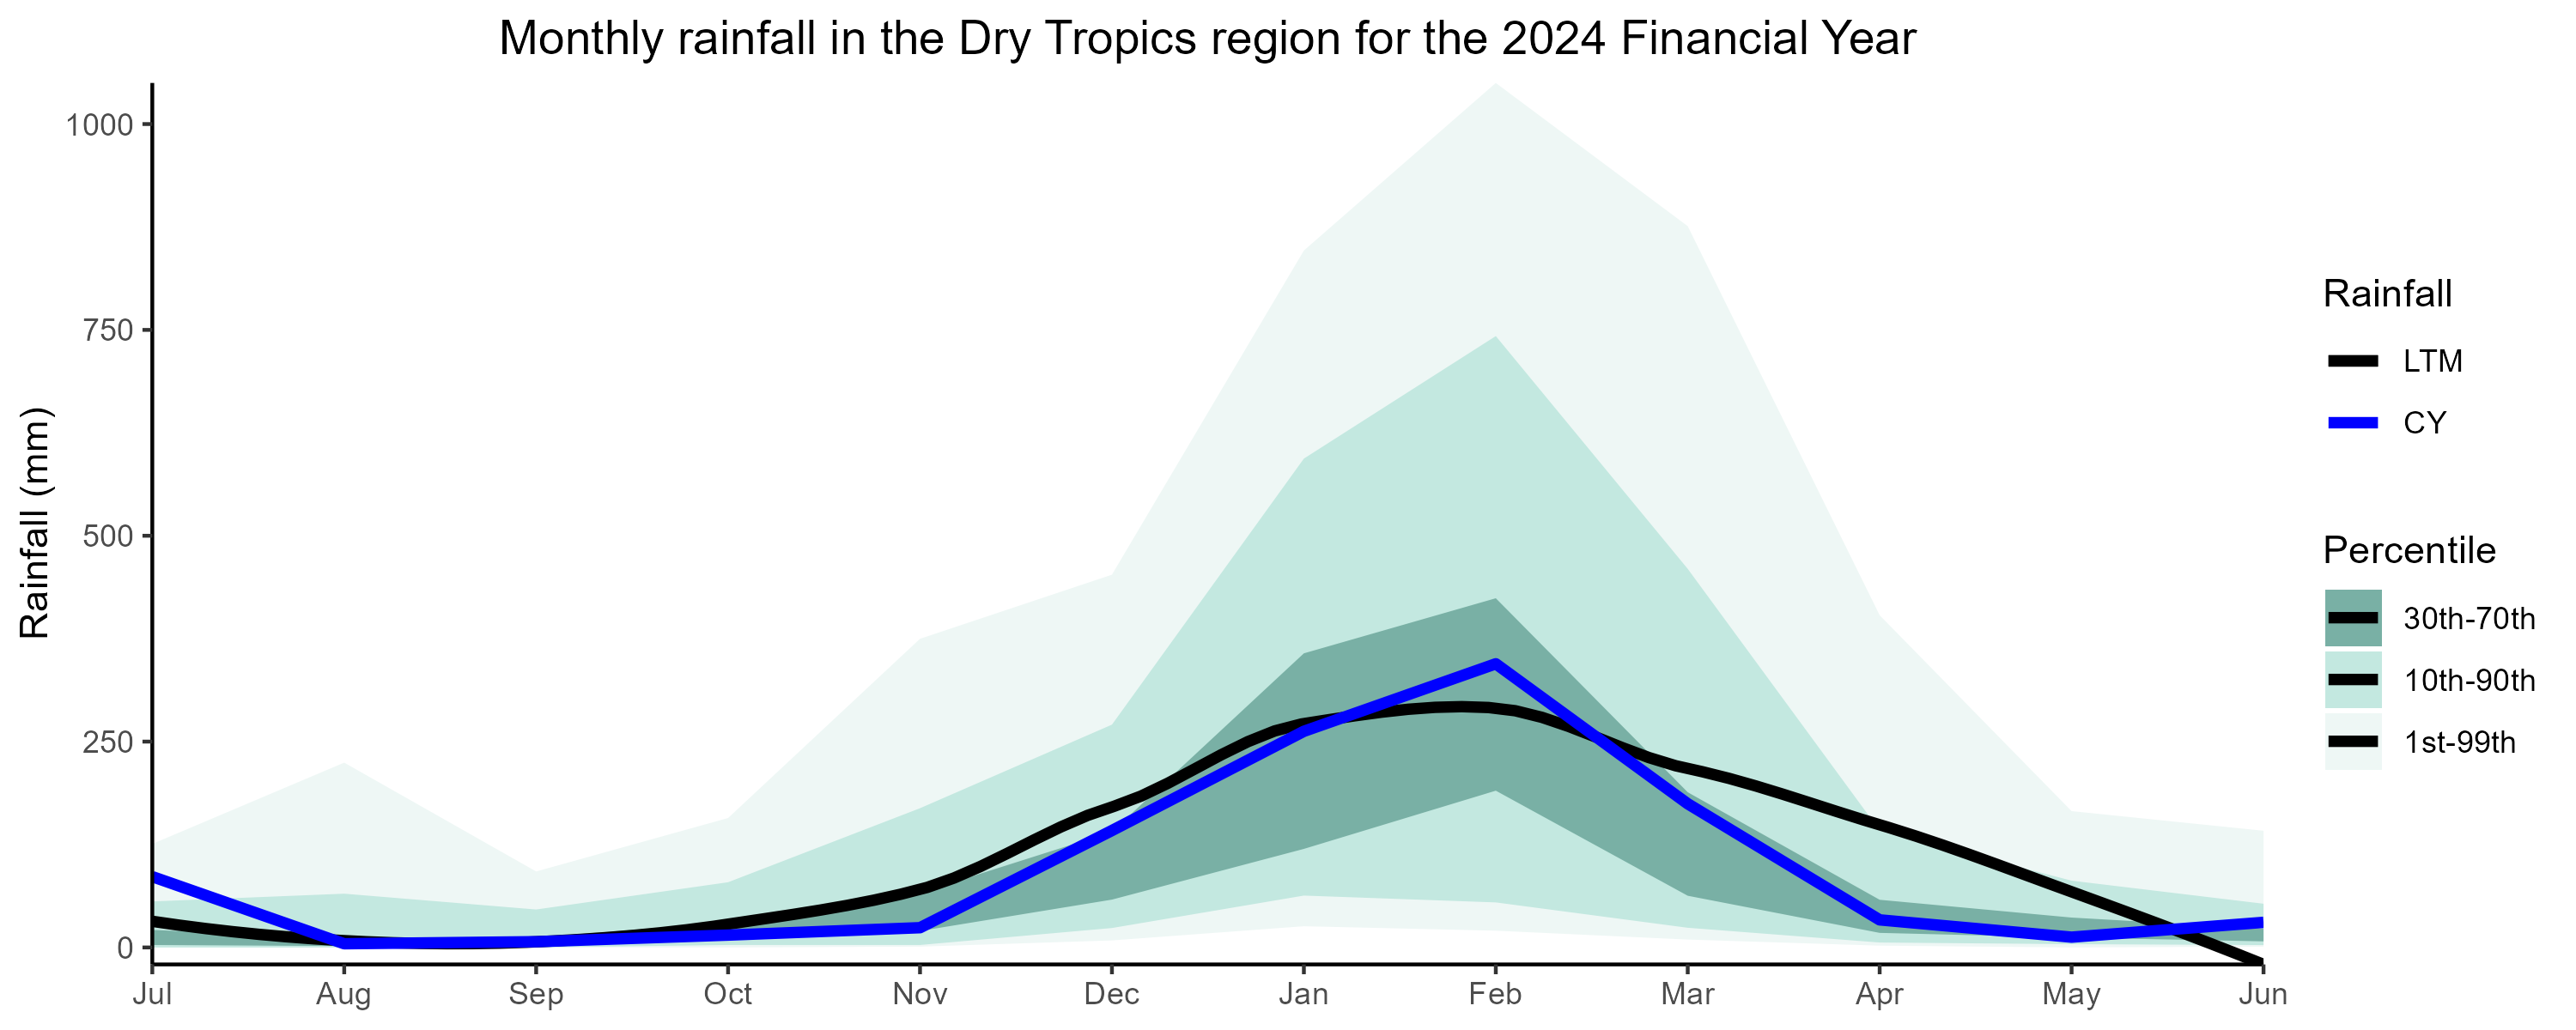 Monthly rainfall in the Dry Tropics region for the 2024 Financial Year
Rainfall (mm)
1000
750
500
250
0
Jul Aug Sep Oct Nov Dec Jan Feb Mar Apr May Jun
Rainfall
LTM
CY
Percentile
30th-70th
10th-90th
1st-99th